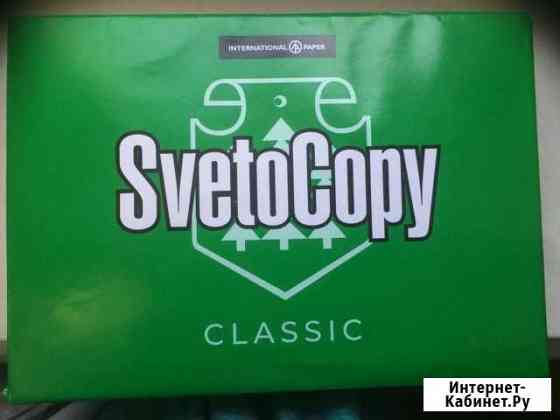 INTERNATIONAL PAPER
SvetoCopy
CLASSIC
Интернет-
Кабинет.Ру